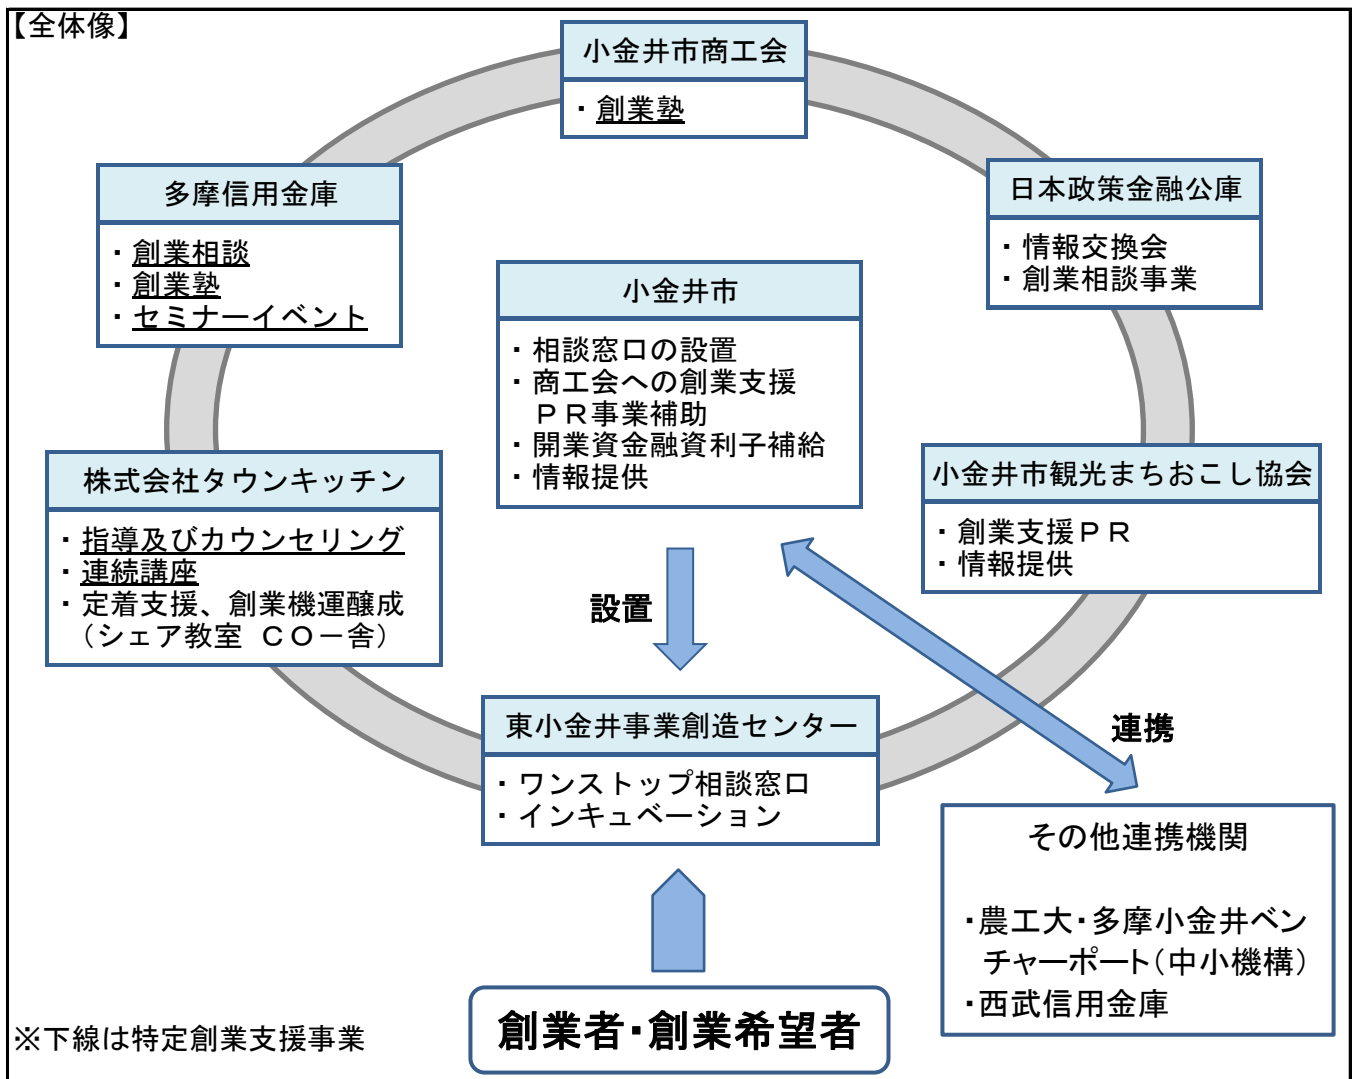 【全体像】
小金井市商工会
・創業塾
多摩信用金庫
・創業相談
・創業塾
・セミナーイベント
日本政策金融公庫
・情報交換会
・創業相談事業
小金井市
・相談窓口の設置
・商工会への創業支援
ＰＲ事業補助
・開業資金融資利子補給
・情報提供
株式会社タウンキッチン
・指導及びカウンセリング
・連続講座
・定着支援、創業機運醸成
（シェア教室　ＣＯー舎）
小金井市観光まちおこし協会
・創業支援ＰＲ
・情報提供
設置
連携
東小金井事業創造センター
・ワンストップ相談窓口
・インキュベーション
その他連携機関
・農工大・多摩小金井ベン
チャーポート（中小機構）
・西武信用金庫
創業者・創業希望者
※下線は特定創業支援事業